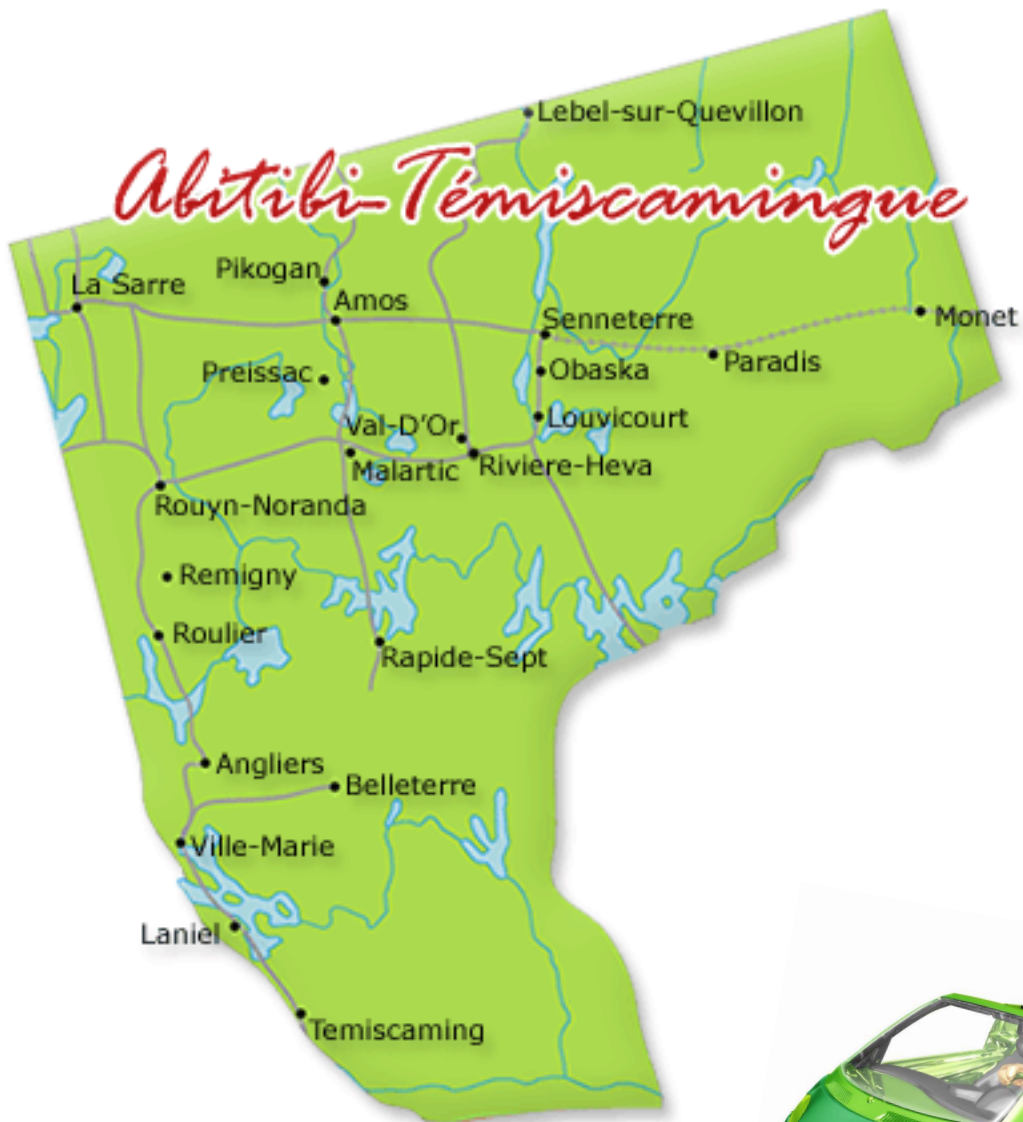 Lebel-sur-Quevillon
Abitibi-Témiscamingue
Pikogan
La Sarre
Amos
Senneterre
Monet
Paradis
Preissac
Obaska
Val-D'Or
Louvicourt
Malartic
Riviere-Heva
Rouyn-Noranda
Remigny
Roulier
Rapide-Sept
Angliers
Belleterre
Ville-Marie
Laniel
Temiscaming